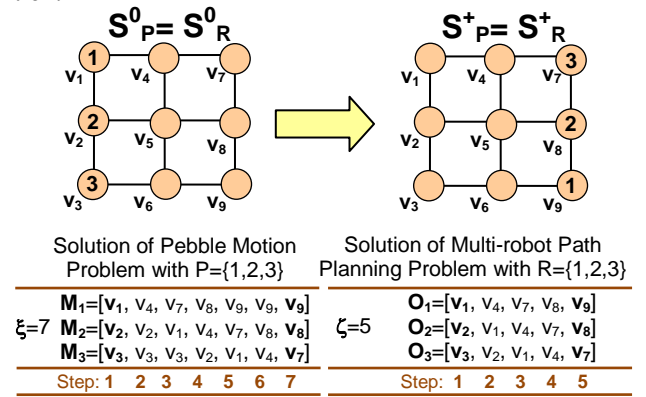 S⁰P= S⁰R
S⁺P= S⁺R
1
v₁ v₄ v₇
2
v₂ v₅ v₈
3
v₃ v₆ v₉
3
v₁ v₄ v₇
2
v₂ v₅ v₈
1
v₃ v₆ v₉
Solution of Pebble Motion
Problem with P={1,2,3}
ξ=7
M₁=[v₁, v₄, v₇, v₈, v₉, v₉, v₉]
M₂=[v₂, v₂, v₁, v₄, v₇, v₈, v₈]
M₃=[v₃, v₃, v₃, v₂, v₁, v₄, v₇]
Step: 1 2 3 4 5 6 7
Solution of Multi-robot Path
Planning Problem with R={1,2,3}
ζ=5
O₁=[v₁, v₄, v₇, v₈, v₉]
O₂=[v₂, v₁, v₄, v₇, v₈]
O₃=[v₃, v₂, v₁, v₄, v₇]
Step: 1 2 3 4 5